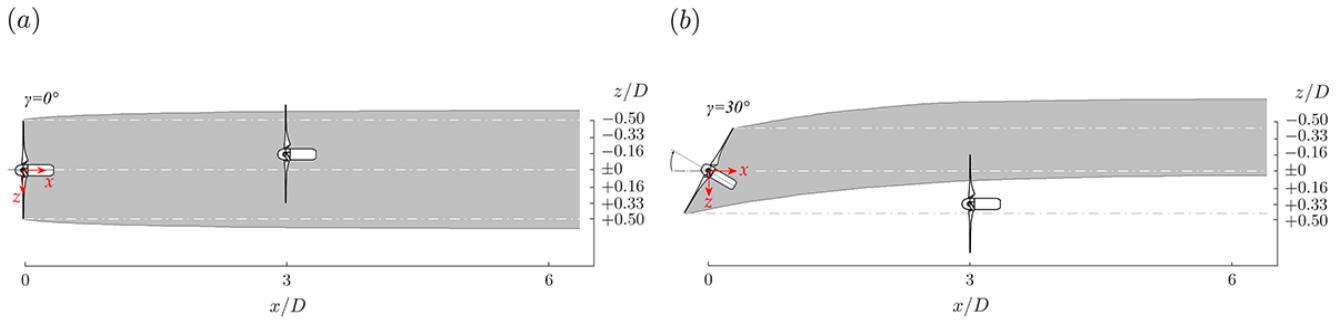 (a)
γ=0°
z/D
−0.50
−0.33
−0.16
±0
+0.16
+0.33
+0.50
x
z
0 3 6
x/D
(b)
γ=30°
z/D
−0.50
−0.33
−0.16
±0
+0.16
+0.33
+0.50
x
z
0 3 6
x/D